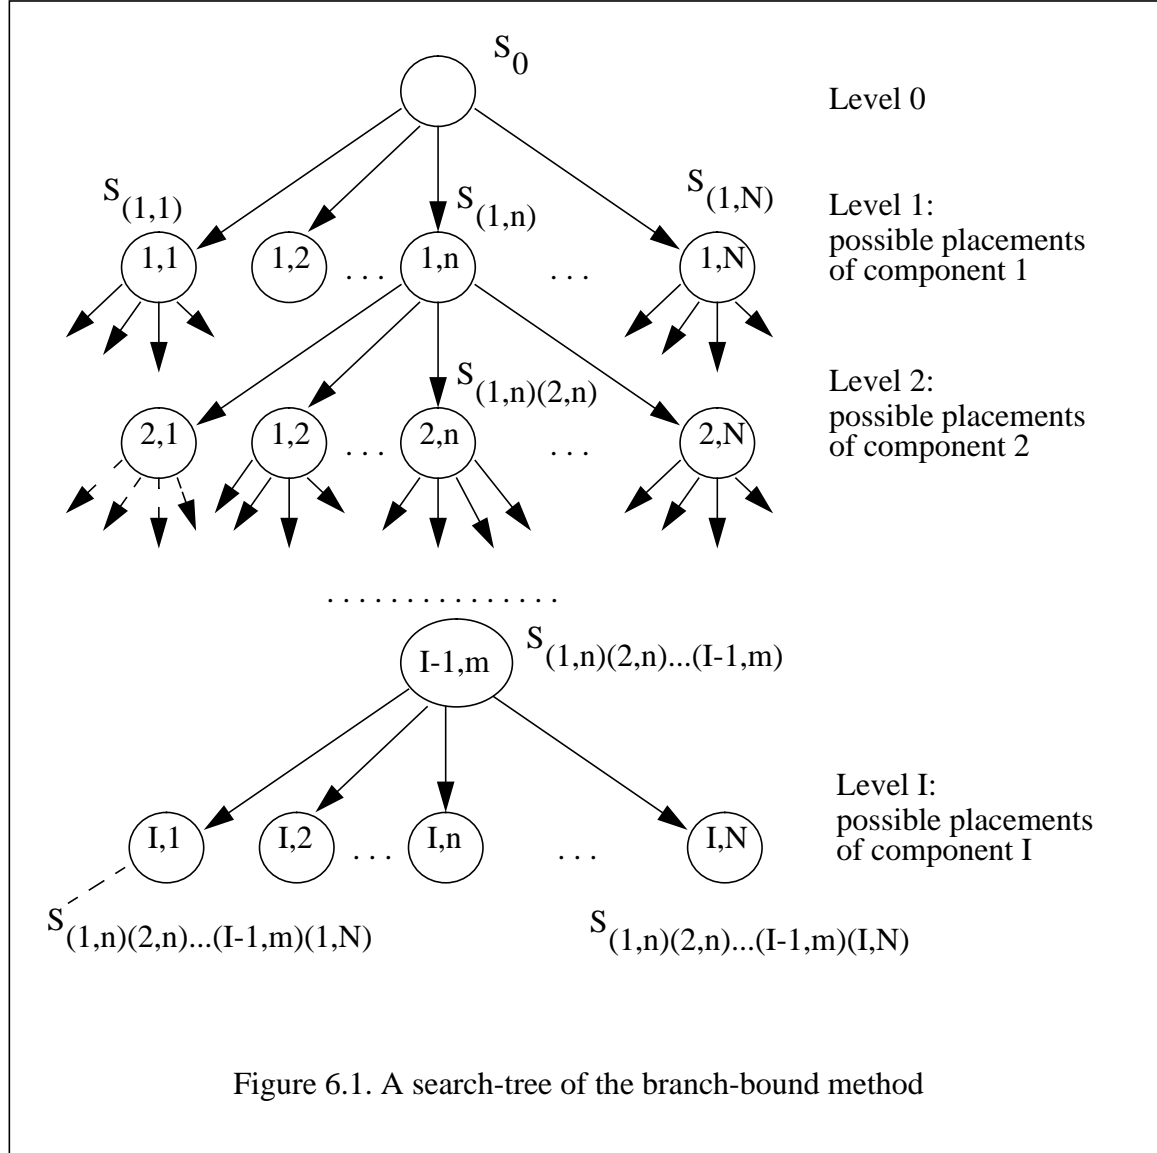 S0
Level 0
S(1,1)
S(1,n)
S(1,N)
Level 1:
possible placements
of component 1
1,1
1,2
. . .
1,n
. . .
1,N
S(1,n)(2,n)
Level 2:
possible placements
of component 2
2,1
1,2
. . .
2,n
. . .
2,N
. . . . . . . . . . . . . . .
I-1,m
S(1,n)(2,n)...(I-1,m)
Level I:
possible placements
of component I
I,1
I,2
. . .
I,n
. . .
I,N
S(1,n)(2,n)...(I-1,m)(1,N)
S(1,n)(2,n)...(I-1,m)(I,N)
Figure 6.1. A search-tree of the branch-bound method